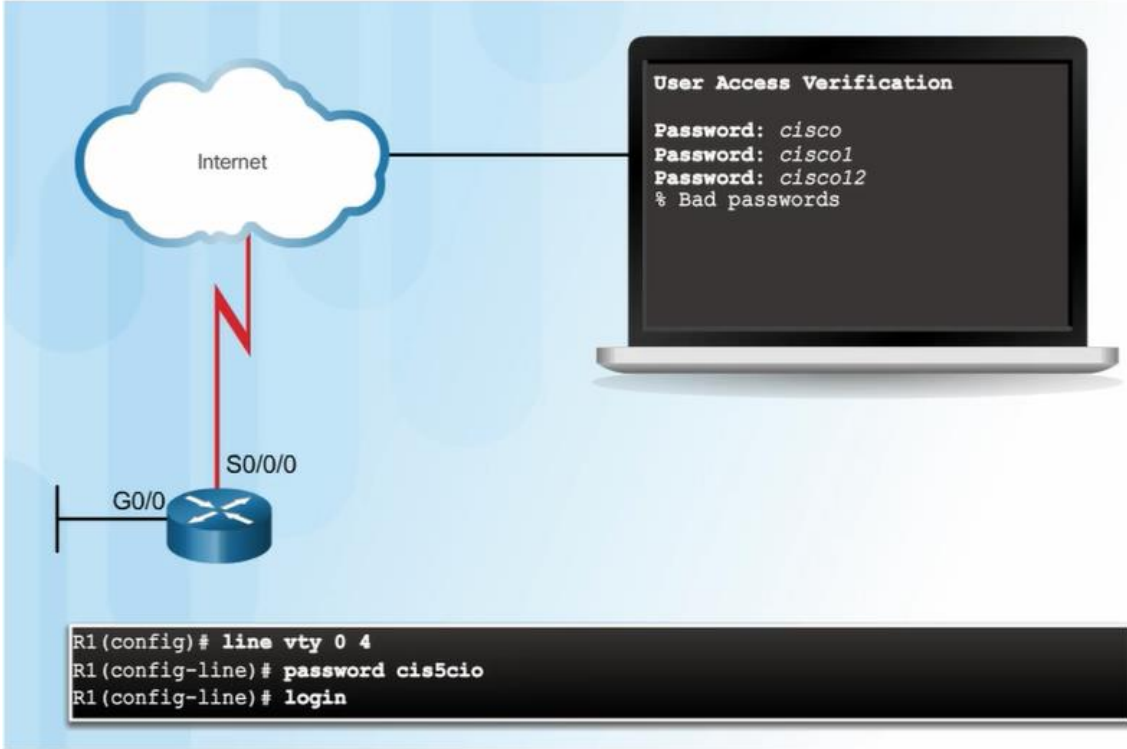 User Access Verification
Password: cisco
Password: cisco1
Password: cisco12
% Bad passwords
Internet
S0/0/0
G0/0
R1(config)# line vty 0 4
R1(config-line)# password cis5cio
R1(config-line)# login